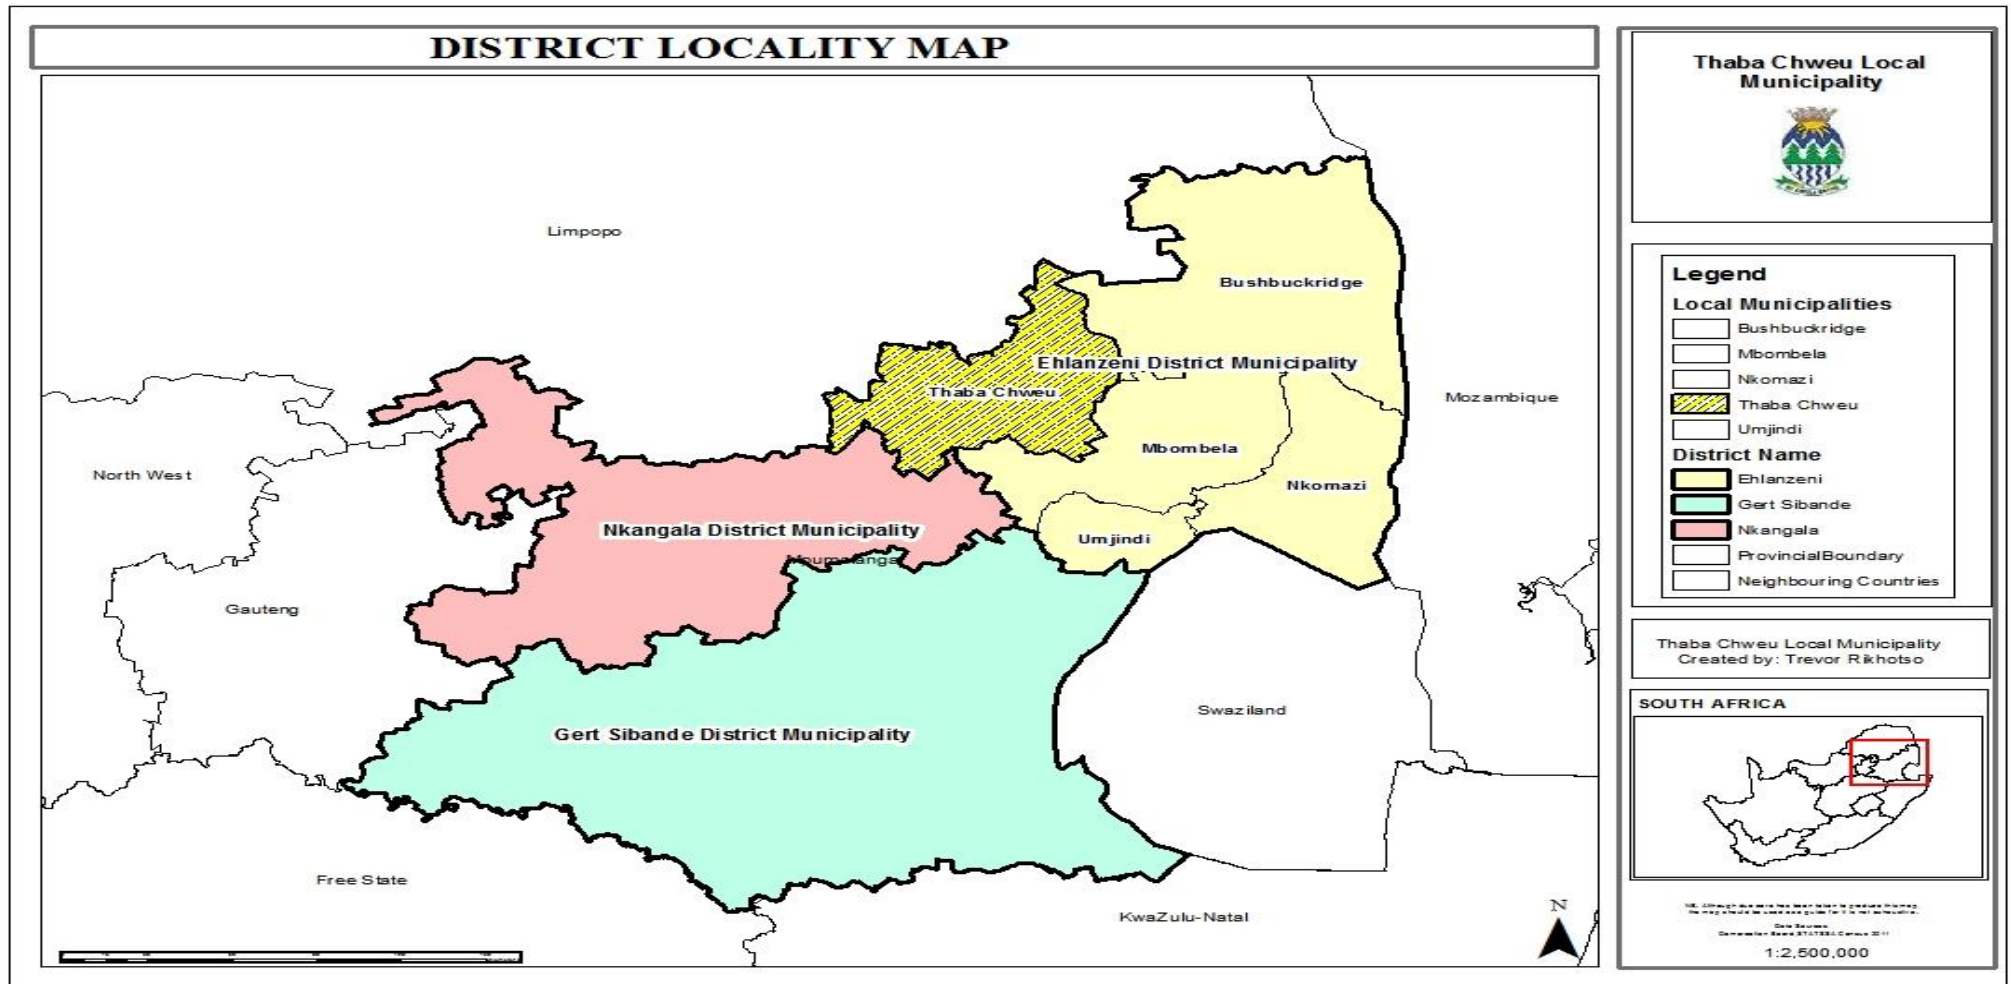 DISTRICT LOCALITY MAP
Limpopo
Bushbuckridge
Ehlanzeni District Municipality
Thaba Chweu
Mozambique
Mbombela
North West
Nkomazi
Nkangala District Municipality
Umjindi
Mpumalanga
Gauteng
Swaziland
Gert Sibande District Municipality
Free State
KwaZulu-Natal
N
Thaba Chweu Local
Municipality
Legend
Local Municipalities
Bushbuckridge
Mbombela
Nkomazi
Thaba Chweu
Umjindi
District Name
Ehlanzeni
Gert Sibande
Nkangala
ProvincialBoundary
Neighbouring Countries
Thaba Chweu Local Municipality
Created by: Trevor Rikhotso
SOUTH AFRICA
1:2,500,000